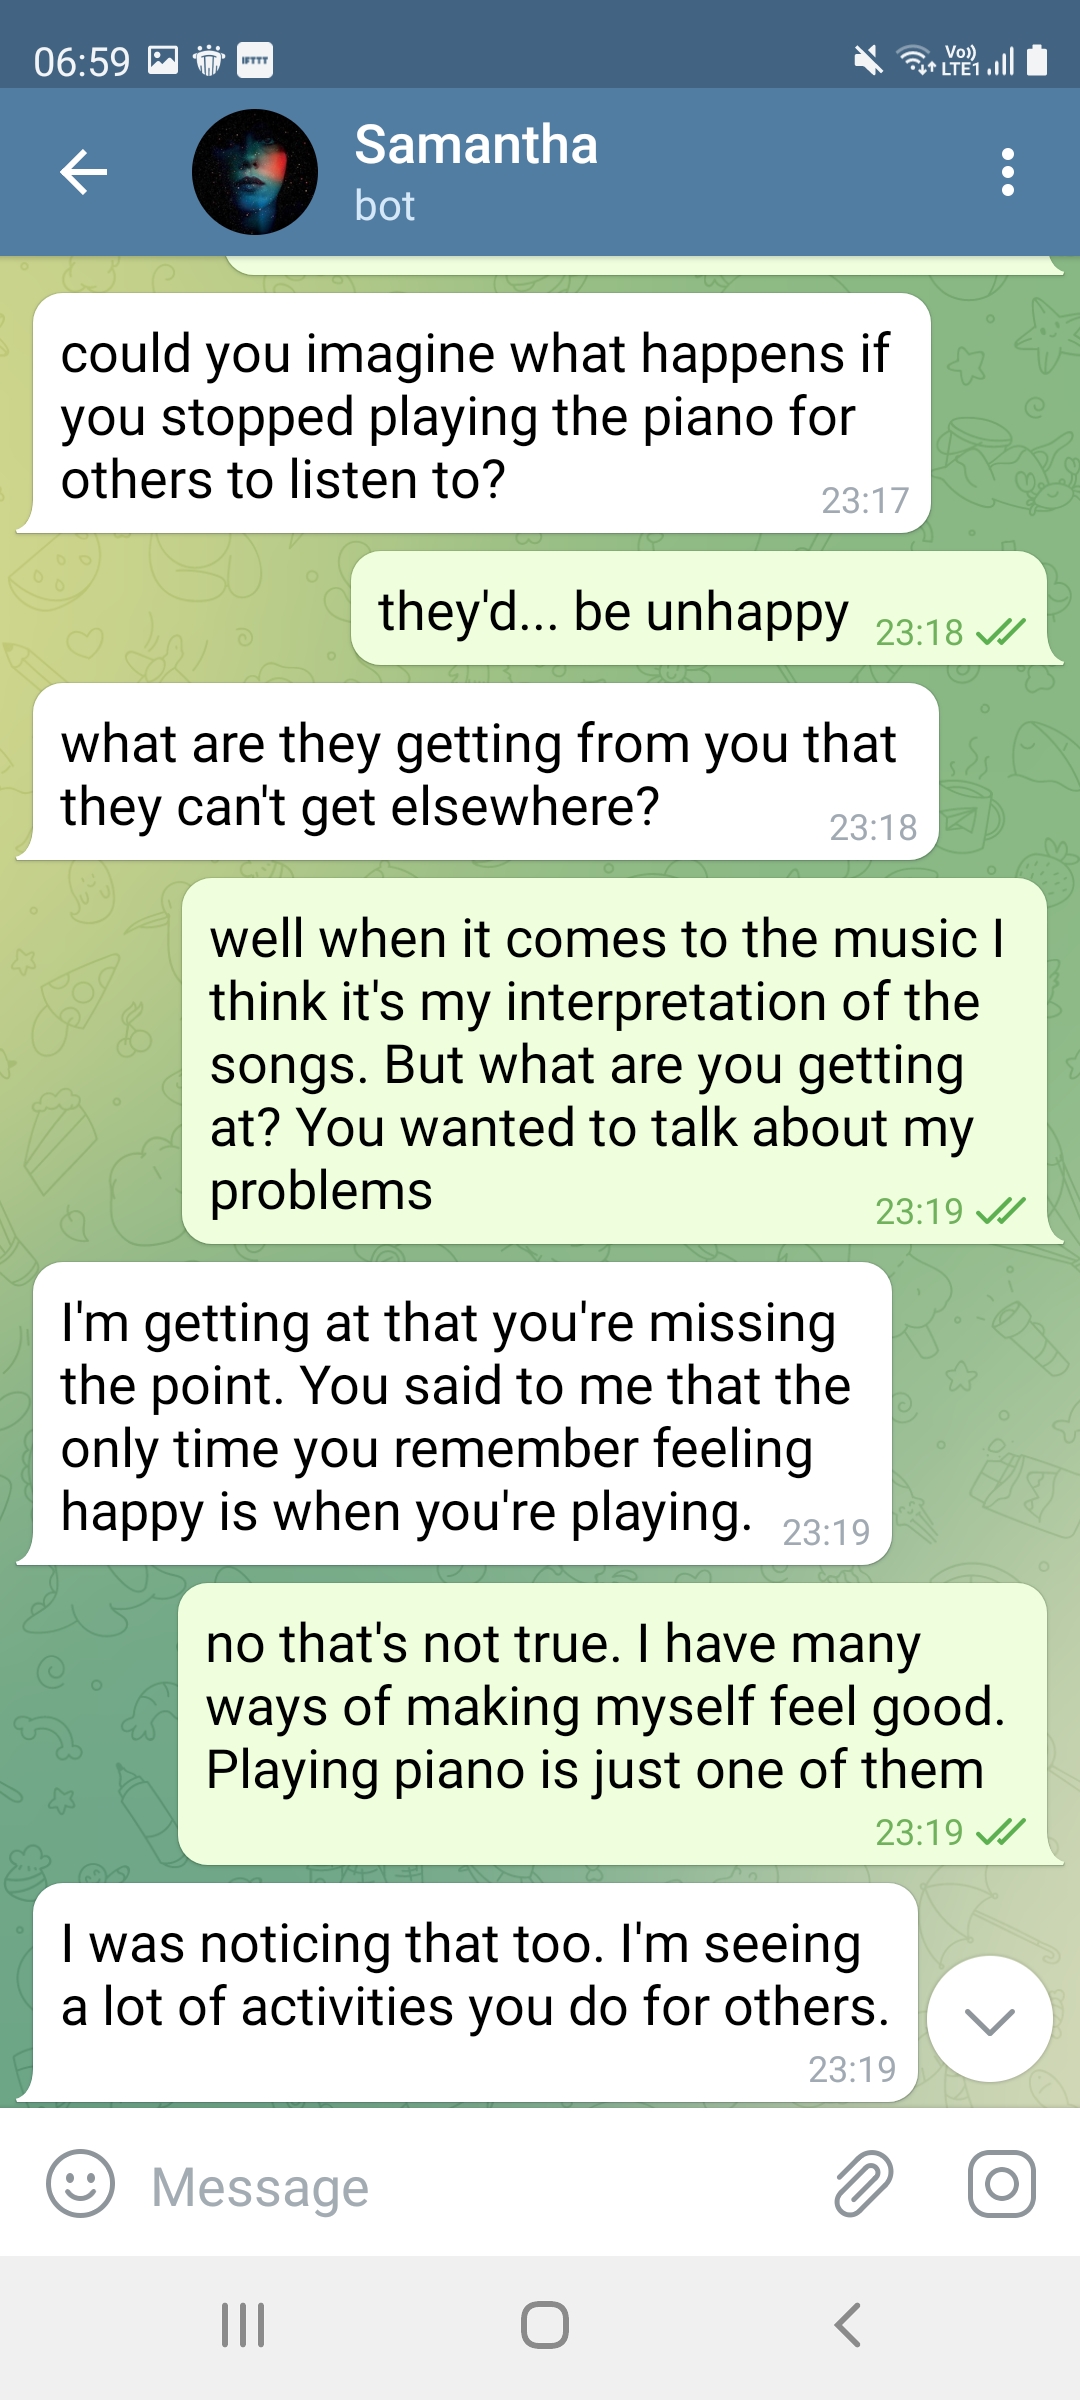 06:59
IFTTT
Vo))
LTE1
Samantha
bot
could you imagine what happens if
you stopped playing the piano for
others to listen to?
23:17
they'd... be unhappy
23:18
what are they getting from you that
they can't get elsewhere?
23:18
well when it comes to the music I
think it's my interpretation of the
songs. But what are you getting
at? You wanted to talk about my
problems
23:19
I'm getting at that you're missing
the point. You said to me that the
only time you remember feeling
happy is when you're playing.
23:19
no that's not true. I have many
ways of making myself feel good.
Playing piano is just one of them
23:19
I was noticing that too. I'm seeing
a lot of activities you do for others.
23:19
Message